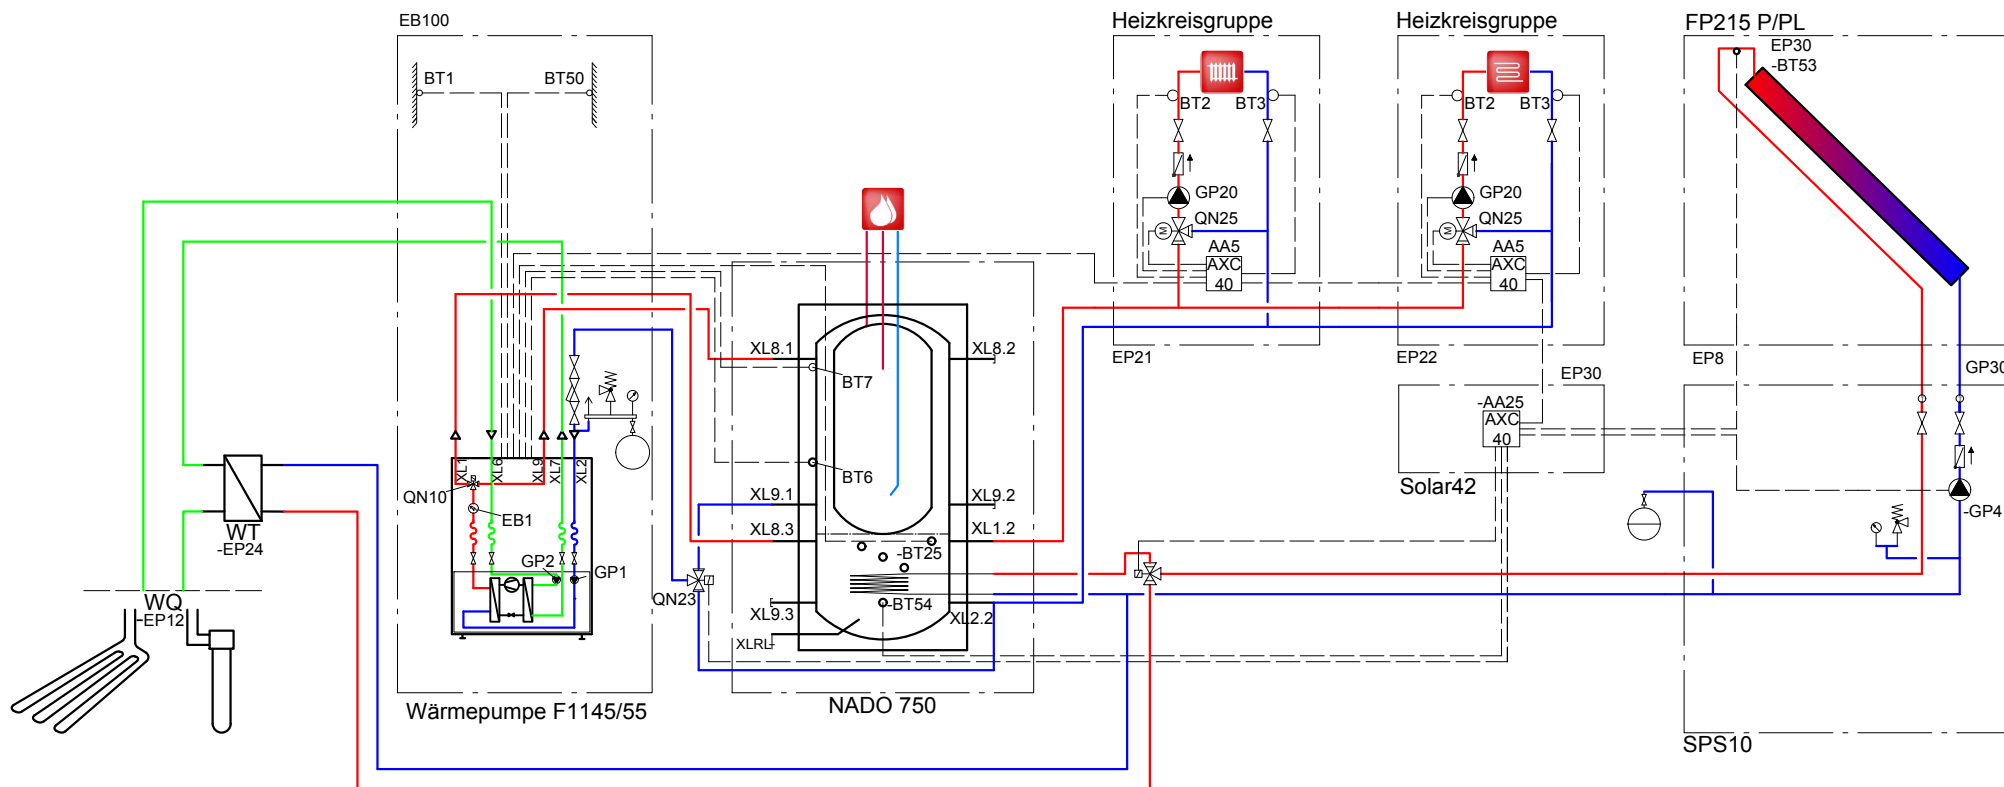 EB100
Heizkreisgruppe
Heizkreisgruppe
FP215 P/PL
BT1
BT50
EP30
-BT53
BT2
BT3
BT2
BT3
GP20
GP20
M
QN25
M
QN25
AA5
AXC
40
AA5
AXC
40
EP21
EP22
EP8
EP30
GP30
XL8.1
XL8.2
BT7
-AA25
AXC
40
Solar42
XL1
XL6
XL9
XL7
XL2
BT6
QN10
EB1
XL9.1
XL9.2
XL8.3
XL1.2
-GP4
WT
-EP24
GP2
GP1
-BT25
QN23
-BT54
WQ
-EP12
XL9.3
XL2.2
XLRL
Wärmepumpe F1145/55
NADO 750
SPS10